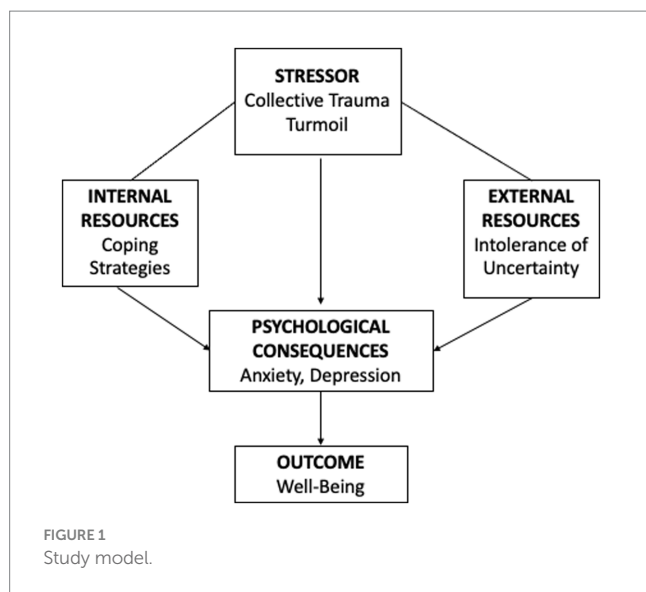 STRESSOR
Collective Trauma
Turmoil
INTERNAL
RESOURCES
Coping
Strategies
EXTERNAL
RESOURCES
Intolerance of
Uncertainty
PSYCHOLOGICAL
CONSEQUENCES
Anxiety, Depression
OUTCOME
Well-Being
FIGURE 1
Study model.